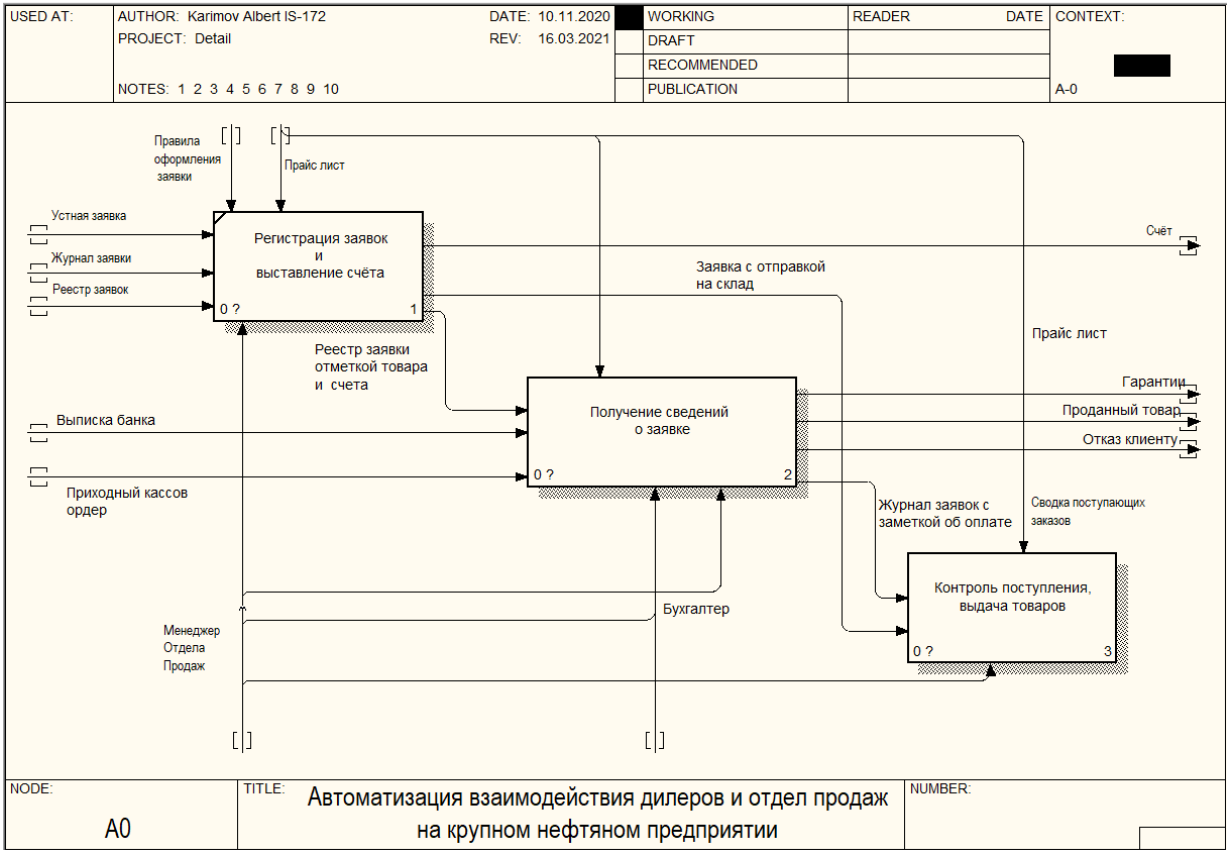 USED AT:
AUTHOR: Karimov Albert IS-172
DATE: 10.11.2020
WORKING
READER
DATE
CONTEXT:
PROJECT: Detail
REV: 16.03.2021
DRAFT
RECOMMENDED
NOTES: 1 2 3 4 5 6 7 8 9 10
PUBLICATION
A-0
Правила
оформления
заявки
Прайс лист
Устная заявка
Журнал заявки
Реестр заявок
Регистрация заявок
и
выставление счёта
0 ?
1
Счёт
Заявка с отправкой
на склад
Прайс лист
Реестр заявки
отметкой товара
и счета
Гарантии
Проданный товар
Отказ клиенту
Выписка банка
Получение сведений
о заявке
0 ?
2
Приходный кассов
ордер
Журнал заявок с
заметкой об оплате
Сводка поступающих
заказов
Контроль поступления,
выдача товаров
0 ?
3
Бухгалтер
Менеджер
Отдела
Продаж
NODE:
A0
TITLE:
Автоматизация взаимодействия дилеров и отдел продаж
на крупном нефтяном предприятии
NUMBER: